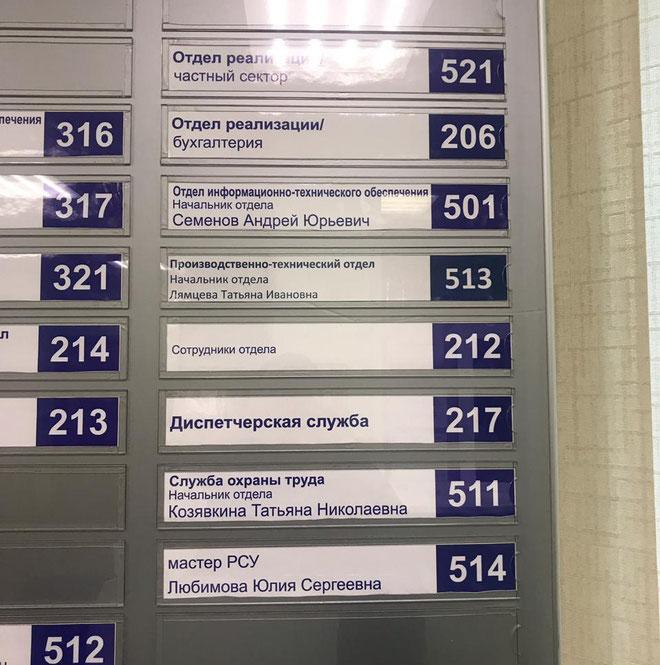 печения
316
317
321
л
214
213
512
Отдел реализации/
частный сектор
521
Отдел реализации/
бухгалтерия
206
Отдел информационно-технического обеспечения
Начальник отдела
Семенов Андрей Юрьевич
501
Производственно-технический отдел
Начальник отдела
Лямцева Татьяна Ивановна
513
Сотрудники отдела
212
Диспетчерская служба
217
Служба охраны труда
Начальник отдела
Козявкина Татьяна Николаевна
511
мастер РСУ
Любимова Юлия Сергеевна
514